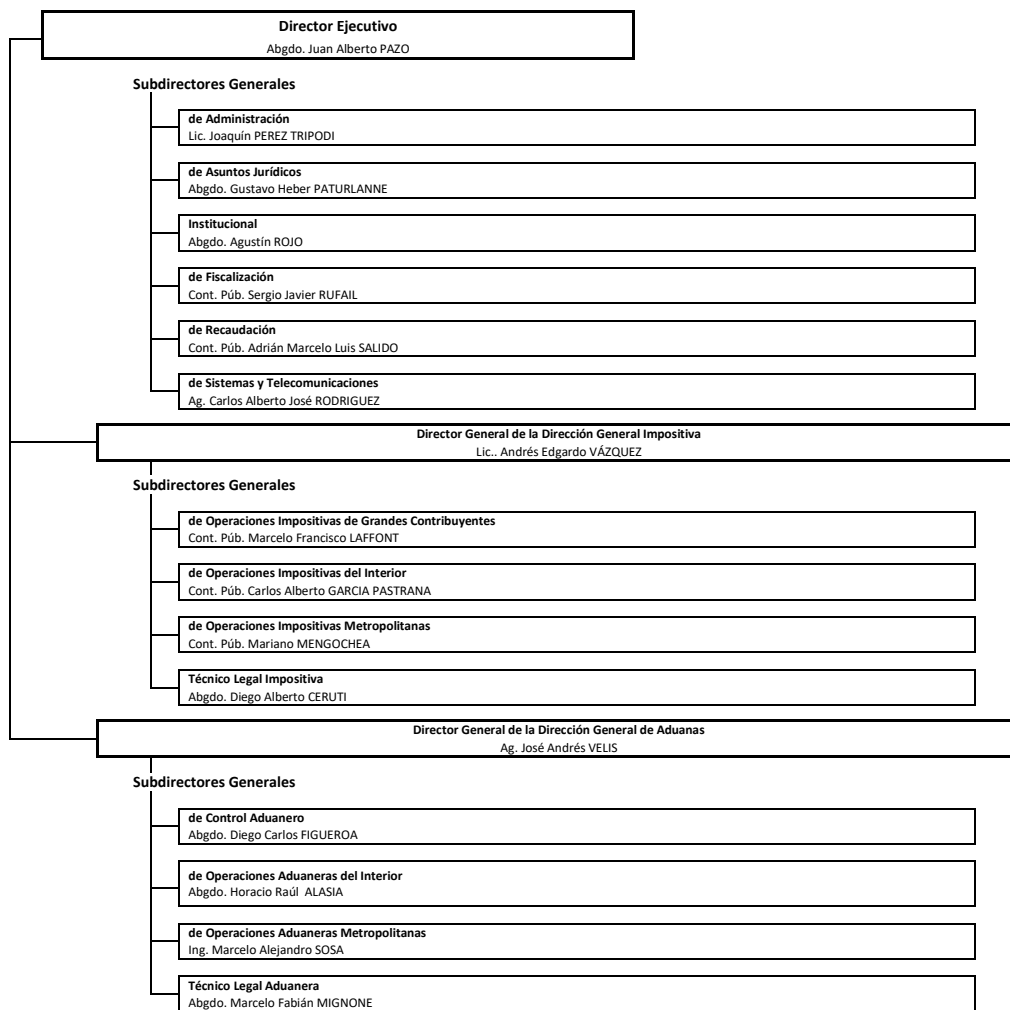 Director Ejecutivo
Abgdo. Juan Alberto PAZO
Subdirectores Generales
de Administración
Lic. Joaquín PEREZ TRIPODI
de Asuntos Jurídicos
Abgdo. Gustavo Heber PATURLANNE
Institucional
Abgdo. Agustín ROJO
de Fiscalización
Cont. Púb. Sergio Javier RUFAIL
de Recaudación
Cont. Púb. Adrián Marcelo Luis SALIDO
de Sistemas y Telecomunicaciones
Ag. Carlos Alberto José RODRIGUEZ
Director General de la Dirección General Impositiva
Lic.. Andrés Edgardo VÁZQUEZ
Subdirectores Generales
de Operaciones Impositivas de Grandes Contribuyentes
Cont. Púb. Marcelo Francisco LAFFONT
de Operaciones Impositivas del Interior
Cont. Púb. Carlos Alberto GARCIA PASTRANA
de Operaciones Impositivas Metropolitanas
Cont. Púb. Mariano MENGOCHEA
Técnico Legal Impositiva
Abgdo. Diego Alberto CERUTI
Director General de la Dirección General de Aduanas
Ag. José Andrés VELIS
Subdirectores Generales
de Control Aduanero
Abgdo. Diego Carlos FIGUEROA
de Operaciones Aduaneras del Interior
Abgdo. Horacio Raúl  ALASIA
de Operaciones Aduaneras Metropolitanas
Ing. Marcelo Alejandro SOSA
Técnico Legal Aduanera
Abgdo. Marcelo Fabián MIGNONE